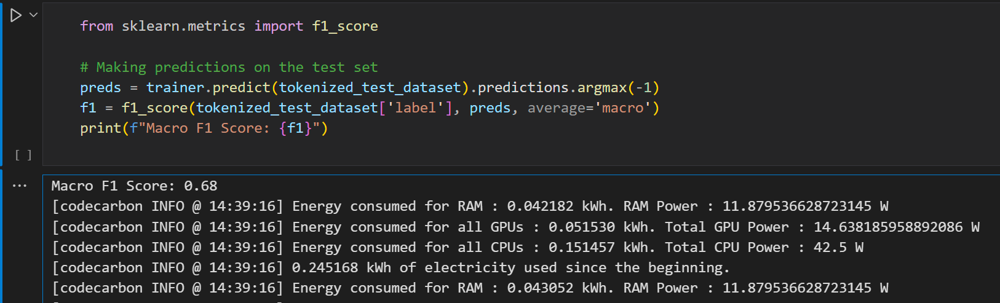 from sklearn.metrics import f1_score
# Making predictions on the test set
preds = trainer.predict(tokenized_test_dataset).predictions.argmax(-1)
f1 = f1_score(tokenized_test_dataset['label'], preds, average='macro')
print(f"Macro F1 Score: {f1}")
[ ]
...
Macro F1 Score: 0.68
[codecarbon INFO @ 14:39:16] Energy consumed for RAM : 0.042182 kWh. RAM Power : 11.879536628723145 W
[codecarbon INFO @ 14:39:16] Energy consumed for all GPUs : 0.051530 kWh. Total GPU Power : 14.638185958892086 W
[codecarbon INFO @ 14:39:16] Energy consumed for all CPUs : 0.151457 kWh. Total CPU Power : 42.5 W
[codecarbon INFO @ 14:39:16] 0.245168 kWh of electricity used since the beginning.
[codecarbon INFO @ 14:39:16] Energy consumed for RAM : 0.043052 kWh. RAM Power : 11.879536628723145 W